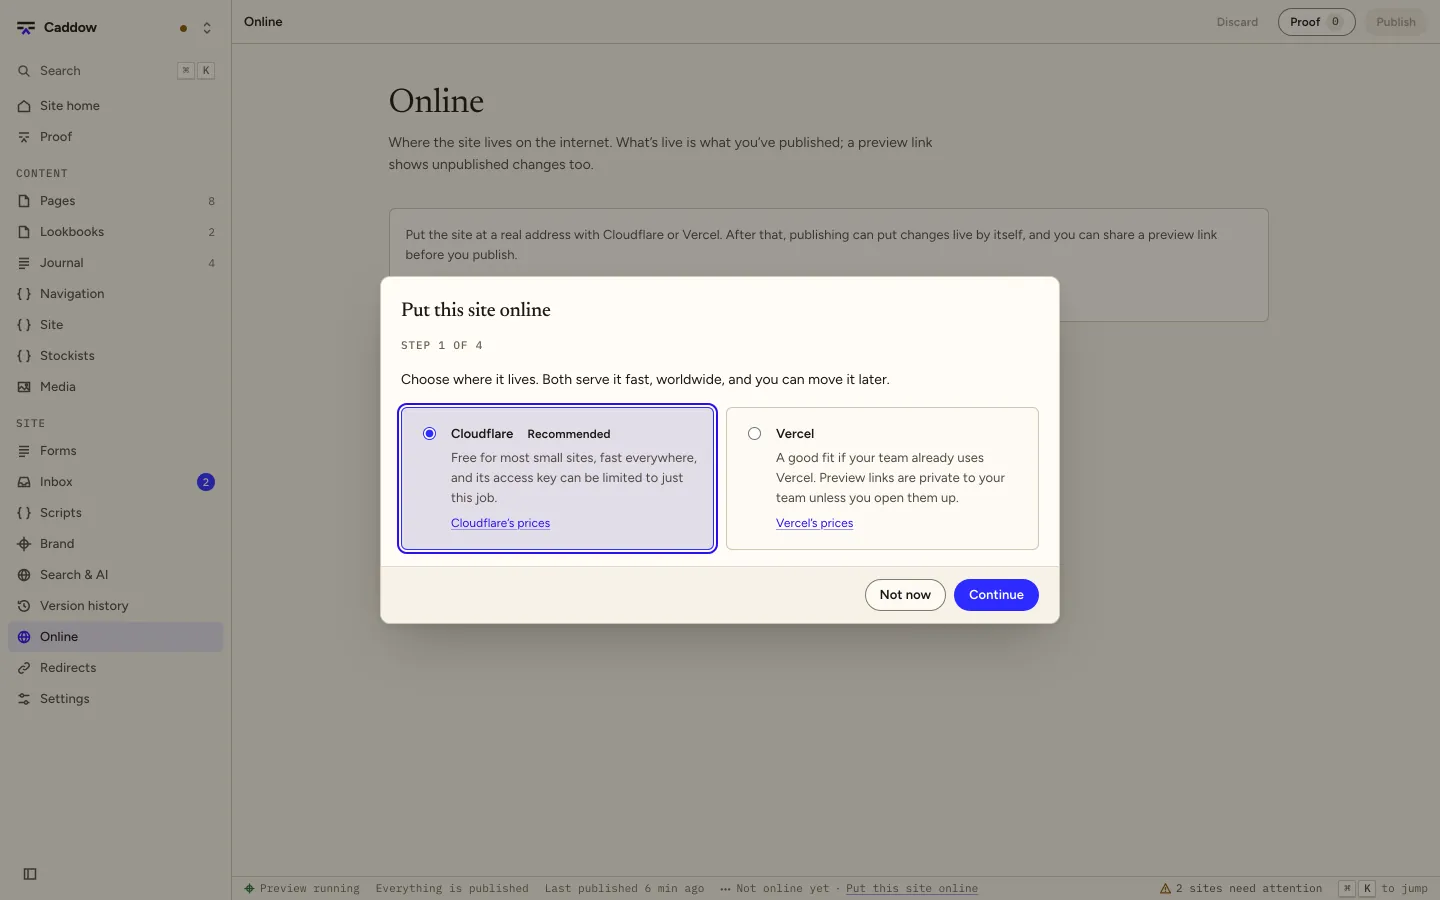 Caddow
Search
⌘ K
Site home
Proof
CONTENT
Pages 8
Lookbooks 2
Journal 4
Navigation
Site
Stockists
Media
SITE
Forms
Inbox 2
Scripts
Brand
Search & AI
Version history
Online
Redirects
Settings
Online
Discard
Proof 0
Publish
Online
Where the site lives on the internet. What's live is what you've published; a preview link
shows unpublished changes too.
Put the site at a real address with Cloudflare or Vercel. After that, publishing can put changes live by itself, and you can share a preview link
before you publish.
Put this site online
STEP 1 OF 4
Choose where it lives. Both serve it fast, worldwide, and you can move it later.
Cloudflare Recommended
Free for most small sites, fast everywhere,
and its access key can be limited to just
this job.
Cloudflare's prices
Vercel
A good fit if your team already uses
Vercel. Preview links are private to your
team unless you open them up.
Vercel's prices
Not now
Continue
Preview running
Everything is published
Last published 6 min ago
Not online yet · Put this site online
2 sites need attention
⌘ K to jump